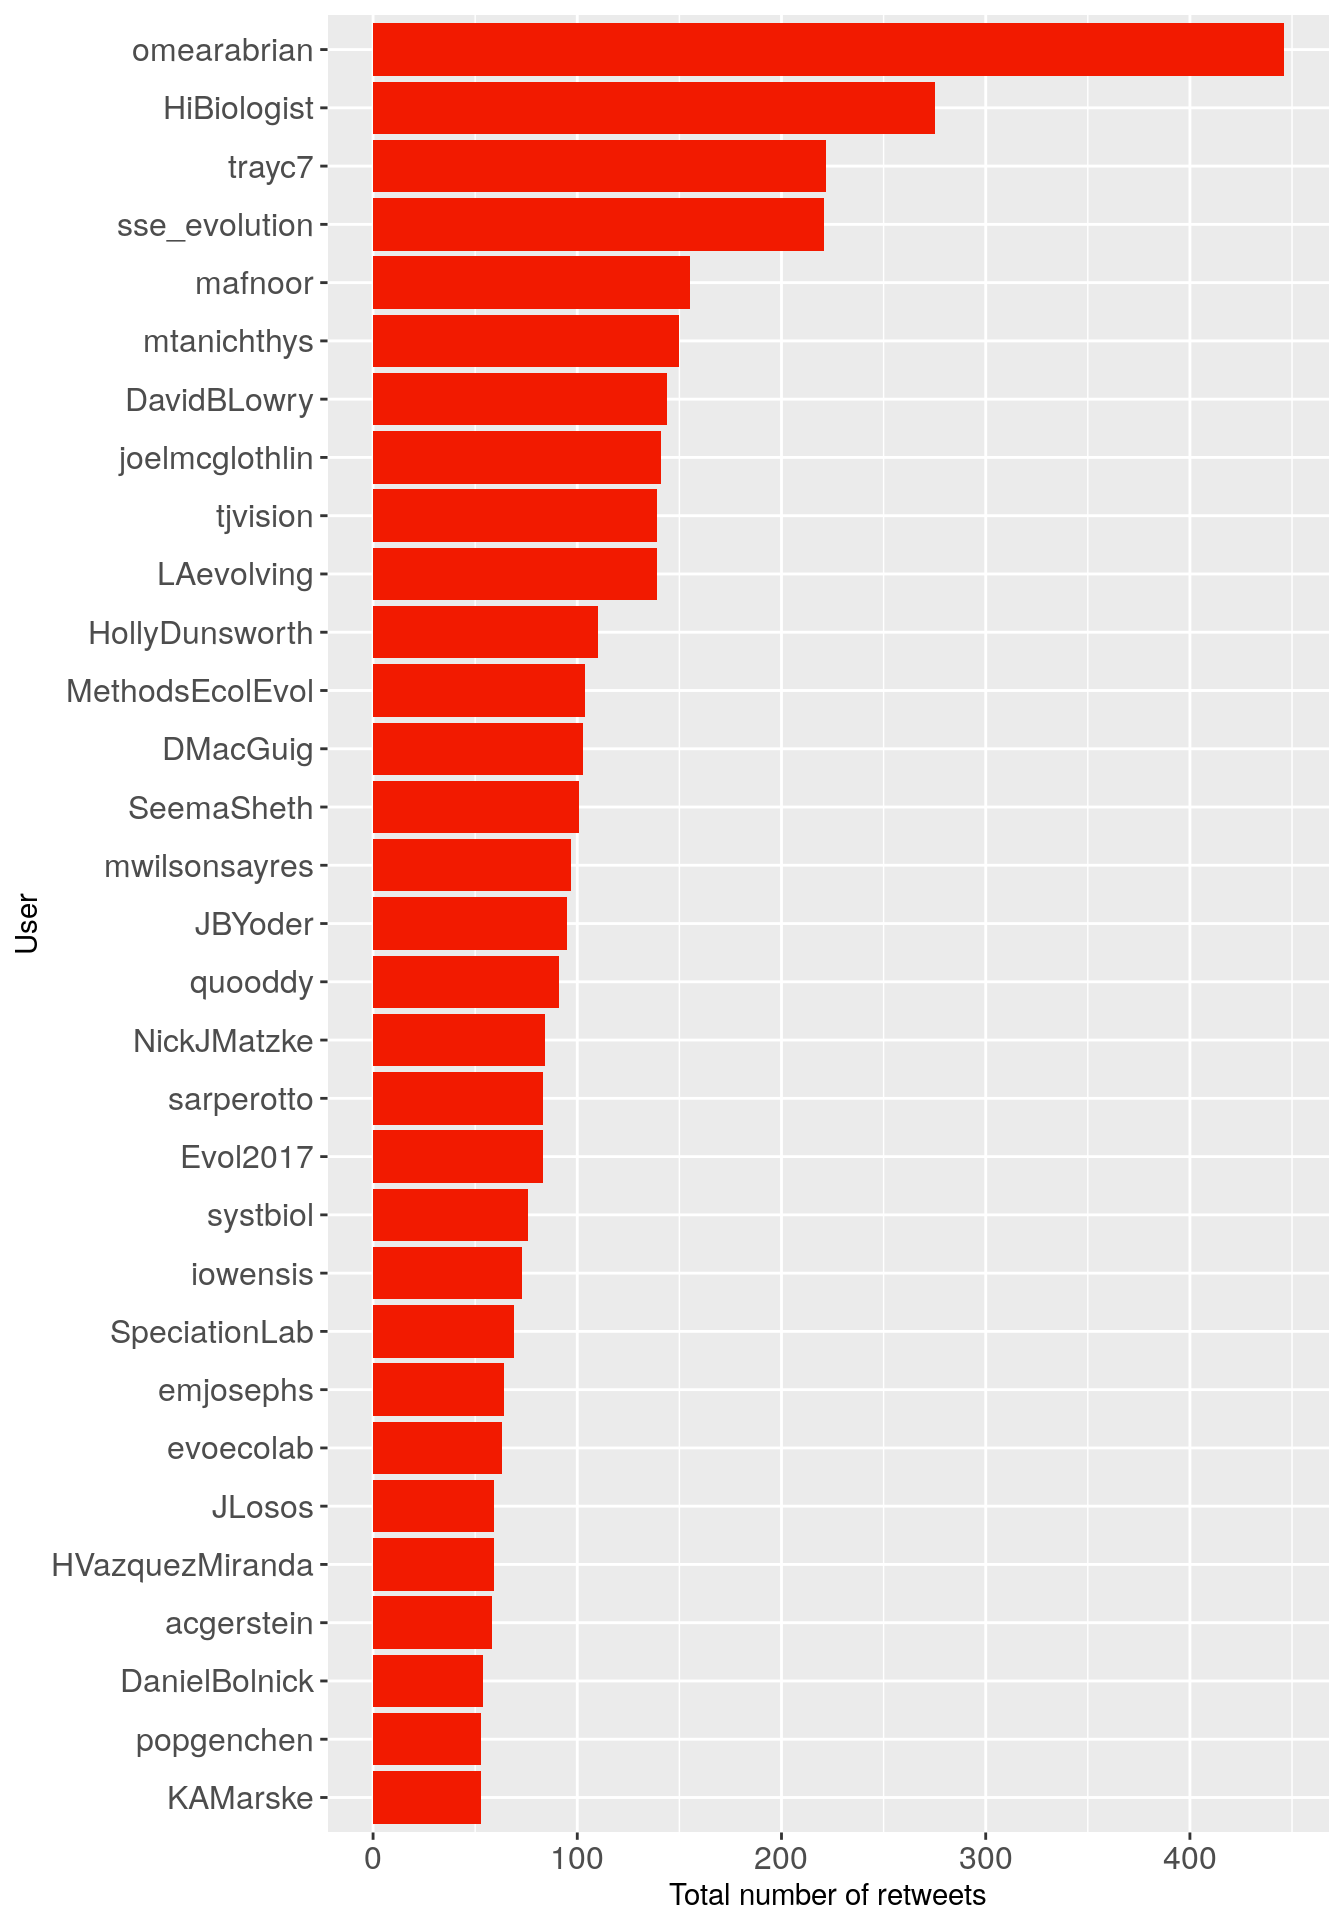 omearabrian
HiBiologist
trayc7
sse_evolution
mafnoor
mtanichthys
DavidBLowry
joelmcglothlin
tjvision
LAevolving
HollyDunsworth
MethodsEcolEvol
DMacGuig
SeemaSheth
mwilsonsayres
JBYoder
quooddy
NickJMatzke
sarperotto
Evol2017
systbiol
iowensis
SpeciationLab
emjosephs
evoecolab
JLosos
HVazquezMiranda
acgerstein
DanielBolnick
popgenchen
KAMarske
User
0 100 200 300 400
Total number of retweets